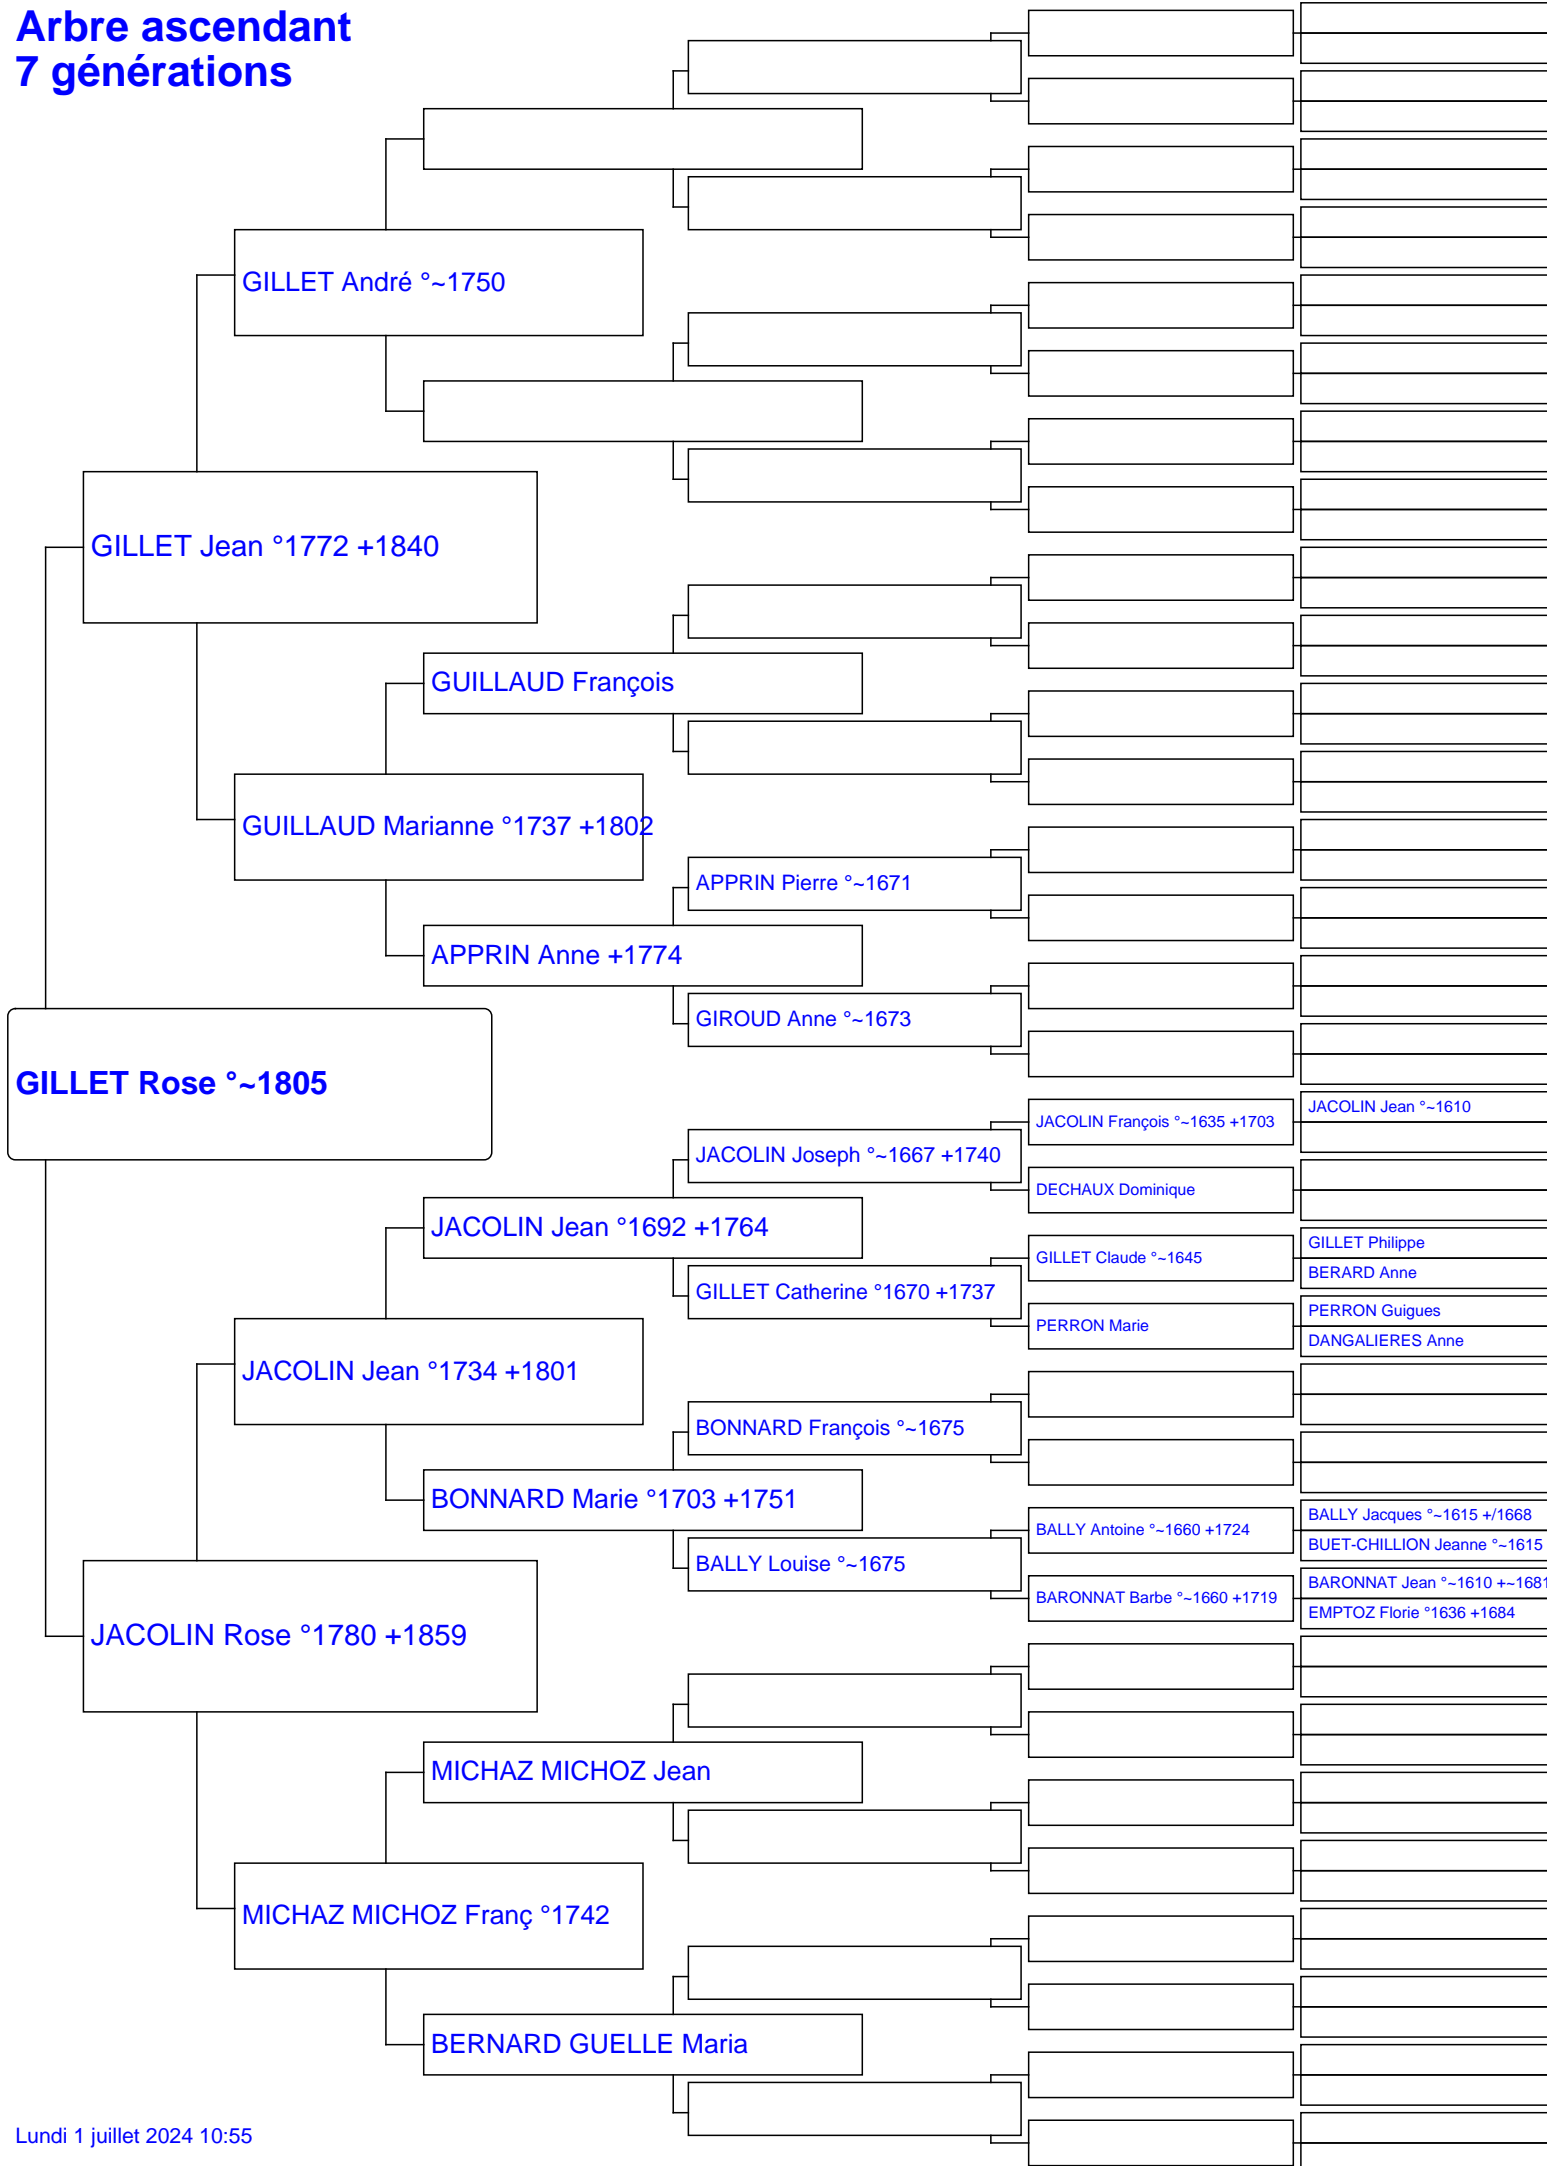 Arbre ascendant
7 générations
GILLET André °~1750
GILLET Jean °1772 +1840
GUILLAUD François
GUILLAUD Marianne °1737 +1802
APPRIN Pierre °~1671
APPRIN Anne +1774
GIROUD Anne °~1673
GILLET Rose °~1805
JACOLIN Jean °~1610
JACOLIN François °~1635 +1703
JACOLIN Joseph °~1667 +1740
DECHAUX Dominique
JACOLIN Jean °1692 +1764
GILLET Philippe
GILLET Claude °~1645
BERARD Anne
GILLET Catherine °1670 +1737
PERRON Guigues
PERRON Marie
DANGALIERES Anne
JACOLIN Jean °1734 +1801
BONNARD François °~1675
BONNARD Marie °1703 +1751
BALLY Jacques °~1615 +/1668
BALLY Antoine °~1660 +1724
BUET-CHILLION Jeanne °~1615
BALLY Louise °~1675
BARONNAT Jean °~1610 +~1681
BARONNAT Barbe °~1660 +1719
EMPTOZ Florie °1636 +1684
JACOLIN Rose °1780 +1859
MICHAZ MICHOZ Jean
MICHAZ MICHOZ Franç °1742
BERNARD GUELLE Maria
Lundi 1 juillet 2024 10:55